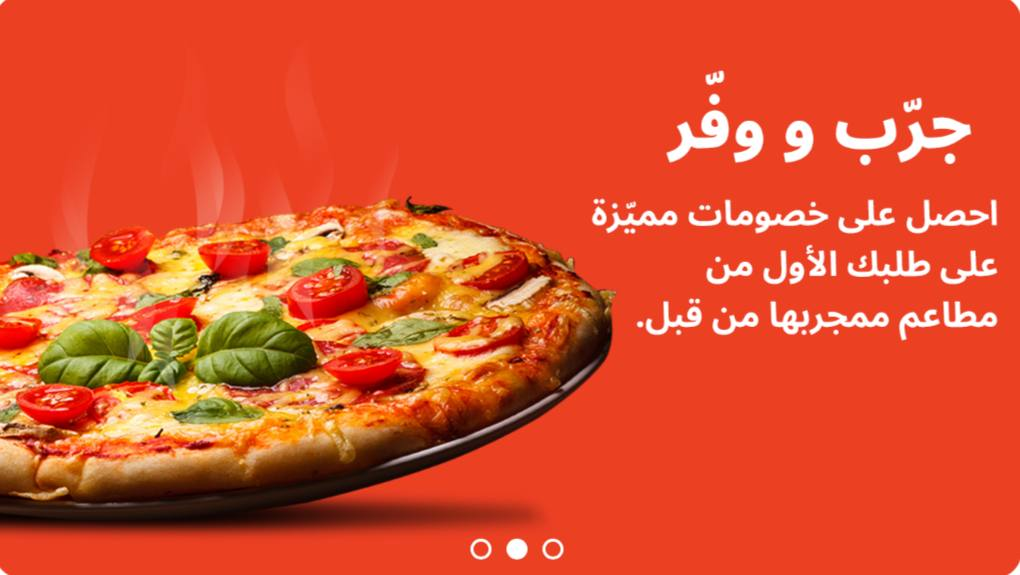 جرّب و وفّر
احصل على خصومات مميّزة
على طلبك الأول من
مطاعم ممجربها من قبل.